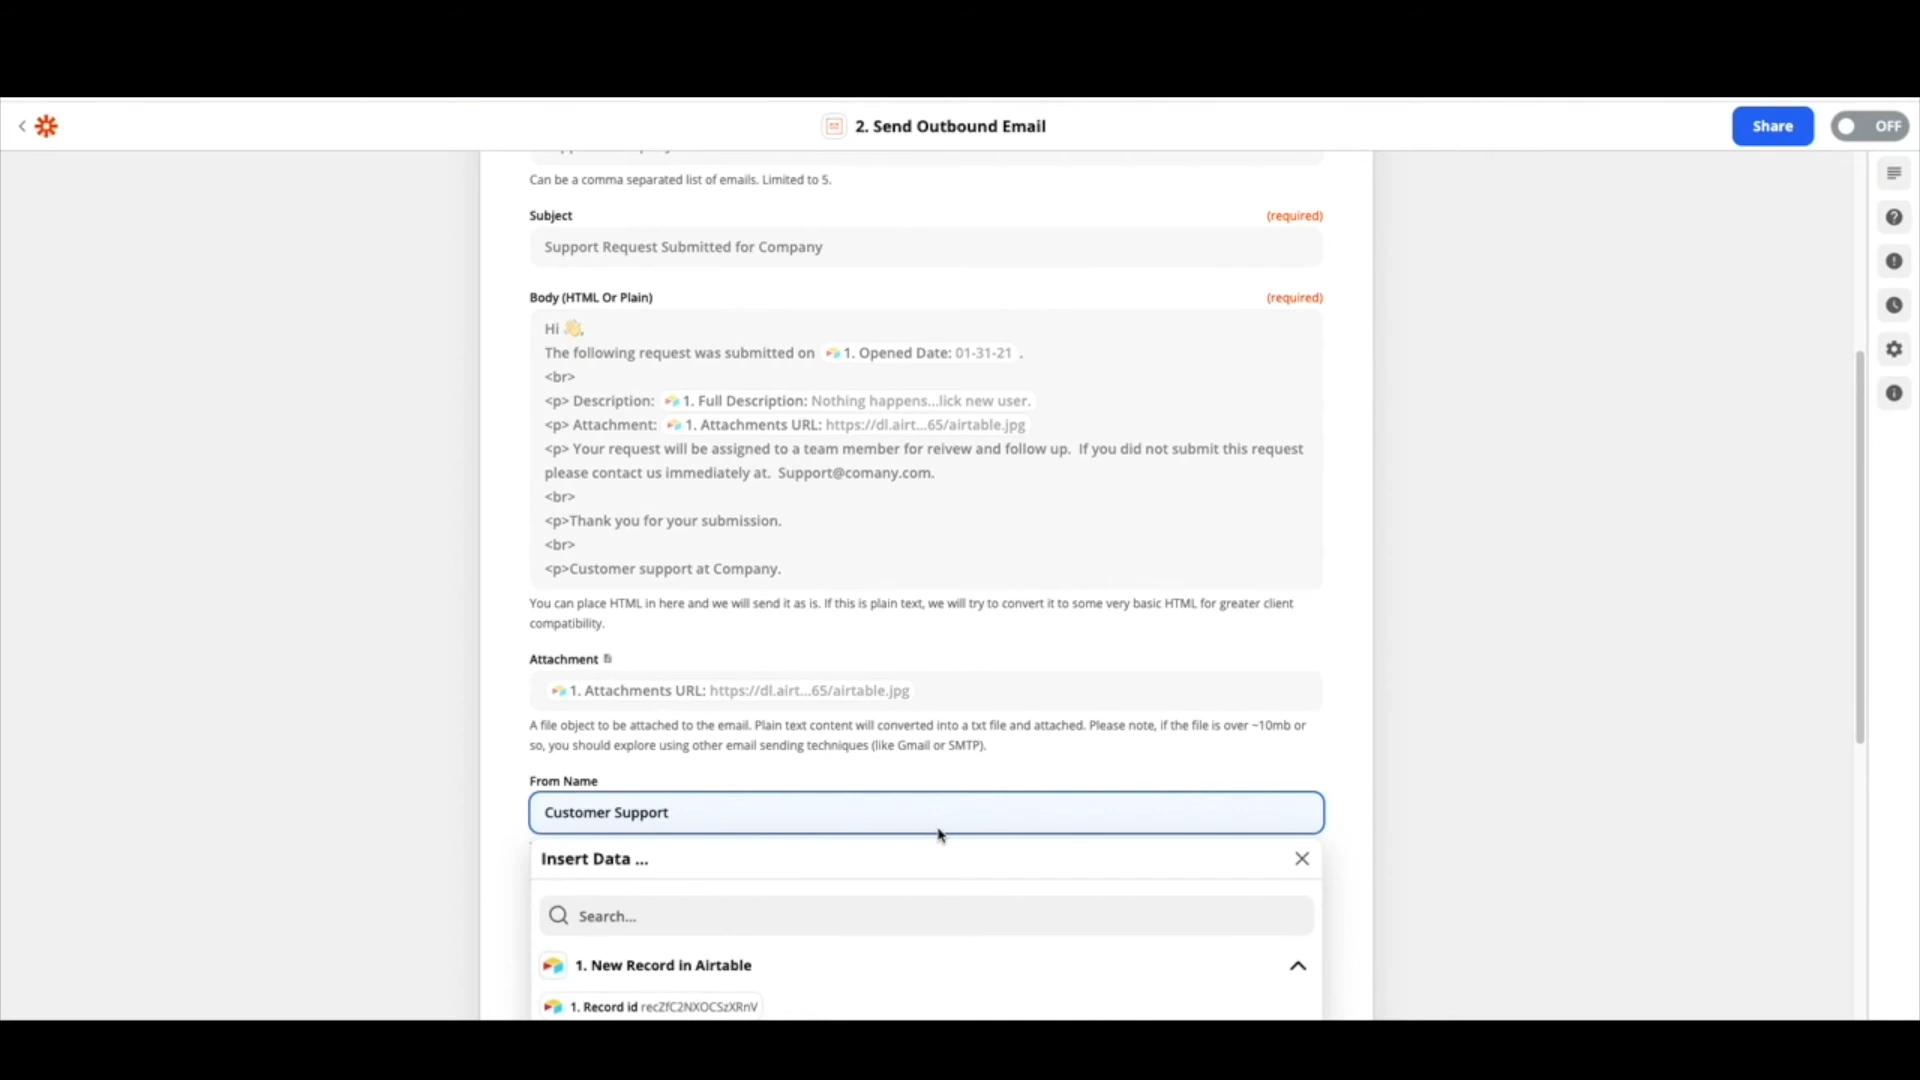 2. Send Outbound Email
Share
OFF
Can be a comma separated list of emails. Limited to 5.
Subject (required)
Support Request Submitted for Company
Body (HTML Or Plain) (required)
Hi 👋,
The following request was submitted on 1. Opened Date: 01-31-21 .
<br>
<p> Description: 1. Full Description: Nothing happens...lick new user.
<p> Attachment: 1. Attachments URL: https://dl.airt...65/airtable.jpg
<p> Your request will be assigned to a team member for reivew and follow up. If you did not submit this request
please contact us immediately at. Support@comany.com.
<br>
<p>Thank you for your submission.
<br>
<p>Customer support at Company.
You can place HTML in here and we will send it as is. If this is plain text, we will try to convert it to some very basic HTML for greater client
compatibility.
Attachment
1. Attachments URL: https://dl.airt...65/airtable.jpg
A file object to be attached to the email. Plain text content will converted into a txt file and attached. Please note, if the file is over ~10mb or
so, you should explore using other email sending techniques (like Gmail or SMTP).
From Name
Customer Support
Insert Data ...
Search...
1. New Record in Airtable
1. Record id recZfC2NXOCSzXRnV